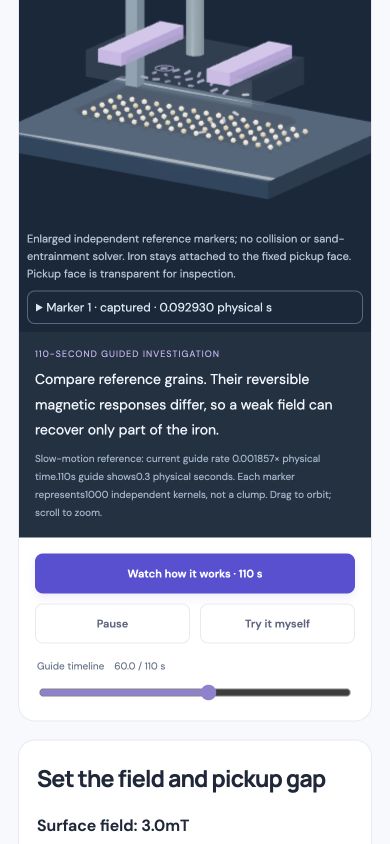 Enlarged independent reference markers; no collision or sand-
entrainment solver. Iron stays attached to the fixed pickup face.
Pickup face is transparent for inspection.
▶ Marker 1 · captured · 0.092930 physical s
110-SECOND GUIDED INVESTIGATION
Compare reference grains. Their reversible
magnetic responses differ, so a weak field can
recover only part of the iron.
Slow-motion reference: current guide rate 0.001857× physical
time.110s guide shows0.3 physical seconds. Each marker
represents1000 independent kernels, not a clump. Drag to orbit;
scroll to zoom.
Watch how it works · 110 s
Pause
Try it myself
Guide timeline 60.0 / 110 s
Set the field and pickup gap
Surface field: 3.0mT